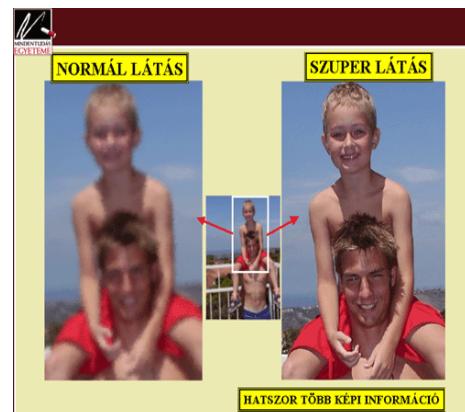 MINDENTUDÁS
EGYETEME
NORMÁL LÁTÁS
SZUPER LÁTÁS
HATSZOR TÖBB KÉPI INFORMÁCIÓ